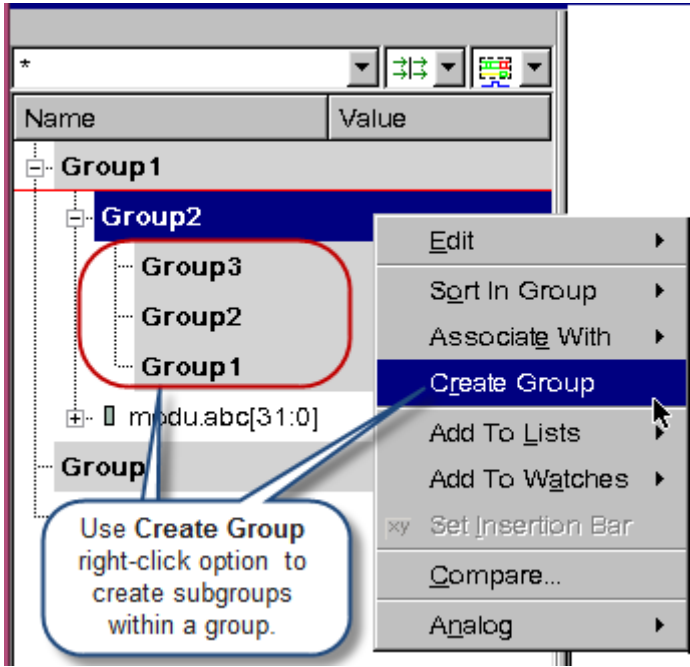 *
Name Value
Group1
Group2
Group3
Group2
Group1
modu.abc[31:0]
Group
Edit
Sort In Group
Associate With
Create Group
Add To Lists
Add To Watches
xy Set Insertion Bar
Compare...
Analog
Use Create Group
right-click option to
create subgroups
within a group.